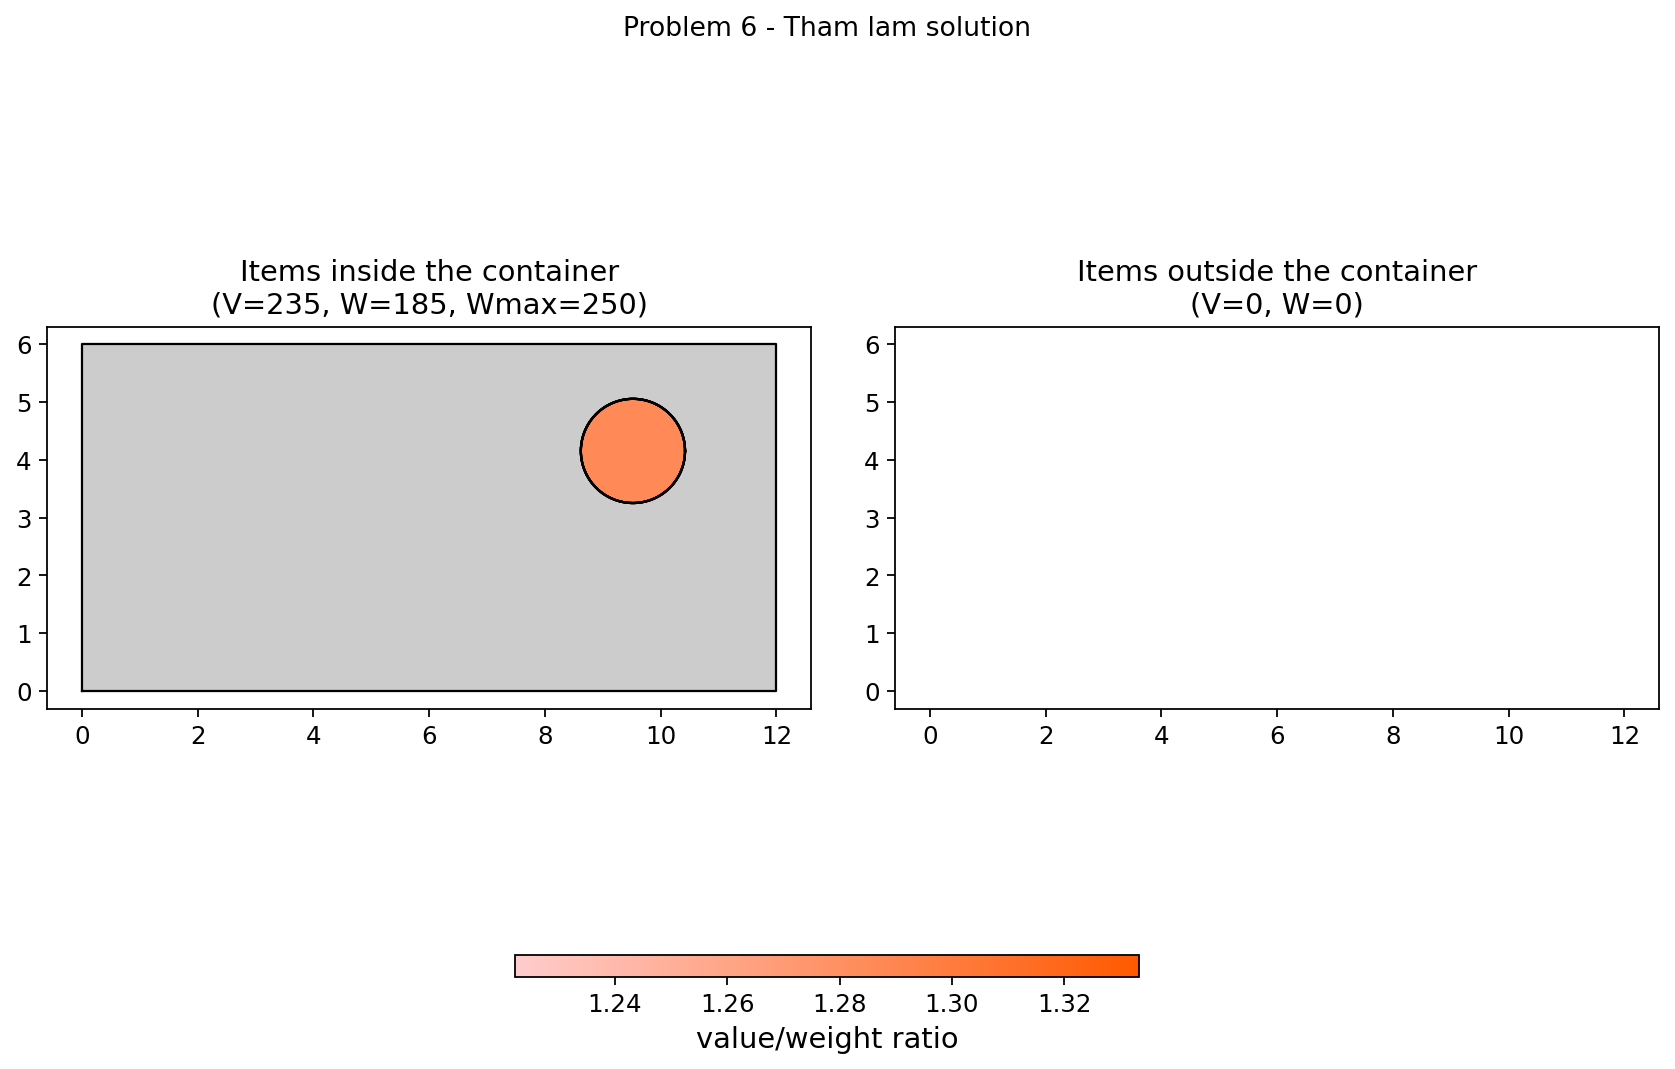 Problem 6 - Tham lam solution
Items inside the container
(V=235, W=185, Wmax=250)
Items outside the container
(V=0, W=0)
6
5
4
3
2
1
0
0 2 4 6 8 10 12
6
5
4
3
2
1
0
0 2 4 6 8 10 12
1.24 1.26 1.28 1.30 1.32
value/weight ratio